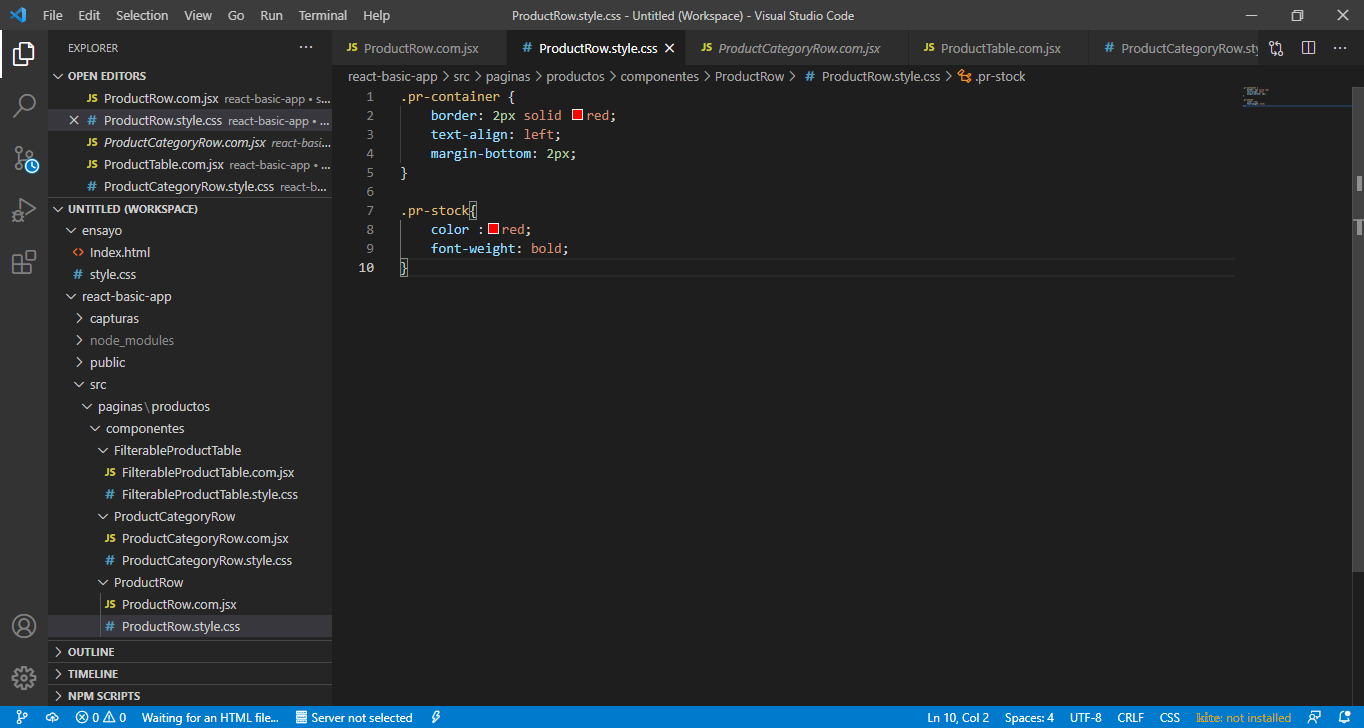 File Edit Selection View Go Run Terminal Help ProductRow.style.css - Untitled (Workspace) - Visual Studio Code
EXPLORER ···
JS ProductRow.com.jsx # ProductRow.style.css JS ProductCategoryRow.com.jsx JS ProductTable.com.jsx # ProductCategoryRow.sty ···
OPEN EDITORS
JS ProductRow.com.jsx react-basic-app • s...
# ProductRow.style.css react-basic-app • ...
JS ProductCategoryRow.com.jsx react-basi...
JS ProductTable.com.jsx react-basic-app • ...
# ProductCategoryRow.style.css react-b...
UNTITLED (WORKSPACE)
ensayo
<> Index.html
# style.css
react-basic-app
capturas
node_modules
public
src
paginas\productos
componentes
FilterableProductTable
JS FilterableProductTable.com.jsx
# FilterableProductTable.style.css
ProductCategoryRow
JS ProductCategoryRow.com.jsx
# ProductCategoryRow.style.css
ProductRow
JS ProductRow.com.jsx
# ProductRow.style.css
OUTLINE
TIMELINE
NPM SCRIPTS
react-basic-app > src > paginas > productos > componentes > ProductRow > # ProductRow.style.css > .pr-stock
1 .pr-container {
2 border: 2px solid red;
3 text-align: left;
4 margin-bottom: 2px;
5 }
6
7 .pr-stock{
8 color :red;
9 font-weight: bold;
10 }
0 0 Waiting for an HTML file... Server not selected Ln 10, Col 2 Spaces: 4 UTF-8 CRLF CSS kite: not installed